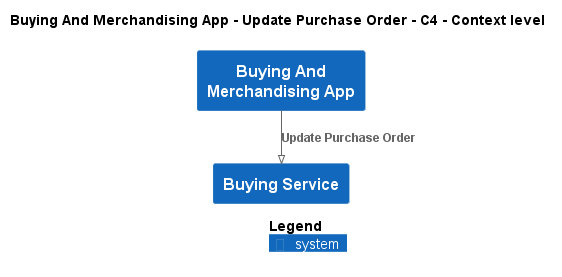 Buying And Merchandising App - Update Purchase Order - C4 - Context level
Buying And
Merchandising App
Update Purchase Order
Buying Service
Legend
system